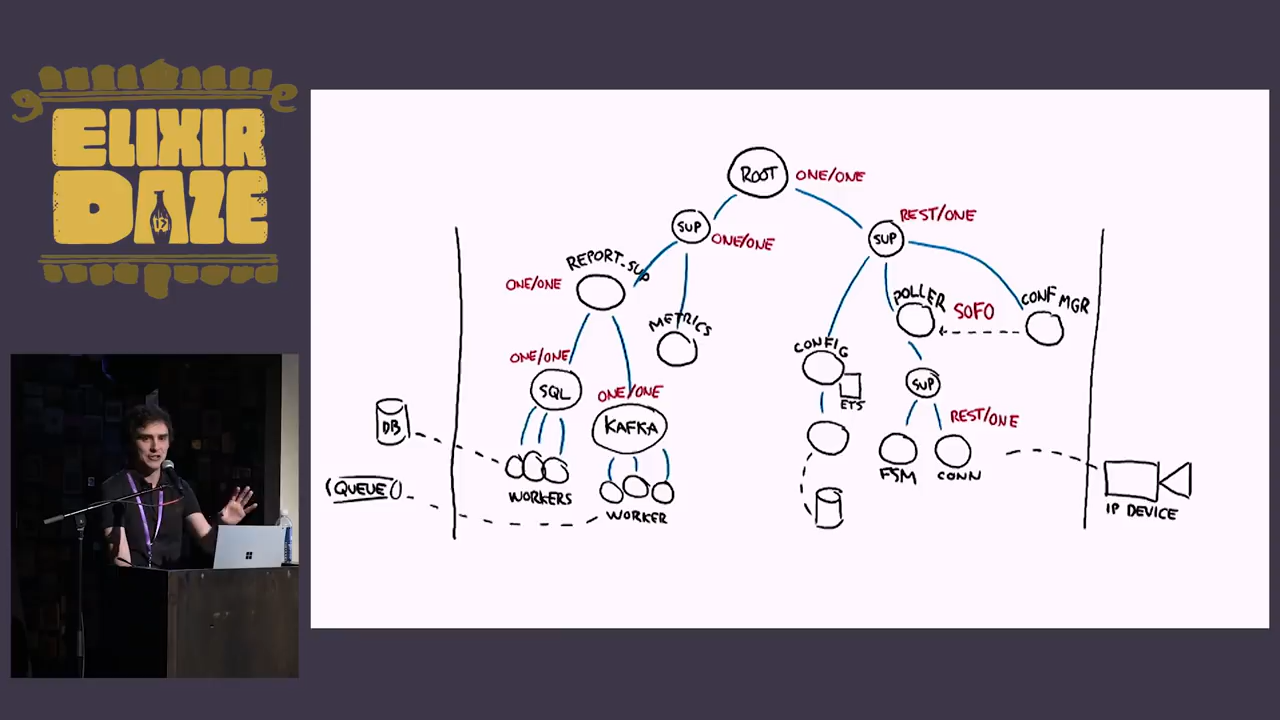 ELIXIR
DAZE
ROOT
ONE/ONE
SUP
ONE/ONE
REST/ONE
SUP
REPORT_SUP
ONE/ONE
METRICS
POLLER
SOFO
CONF MGR
CONFIG
ETS
ONE/ONE
SQL
ONE/ONE
KAFKA
SUP
REST/ONE
DB
QUEUE
WORKERS
WORKER
FSM
CONN
IP DEVICE